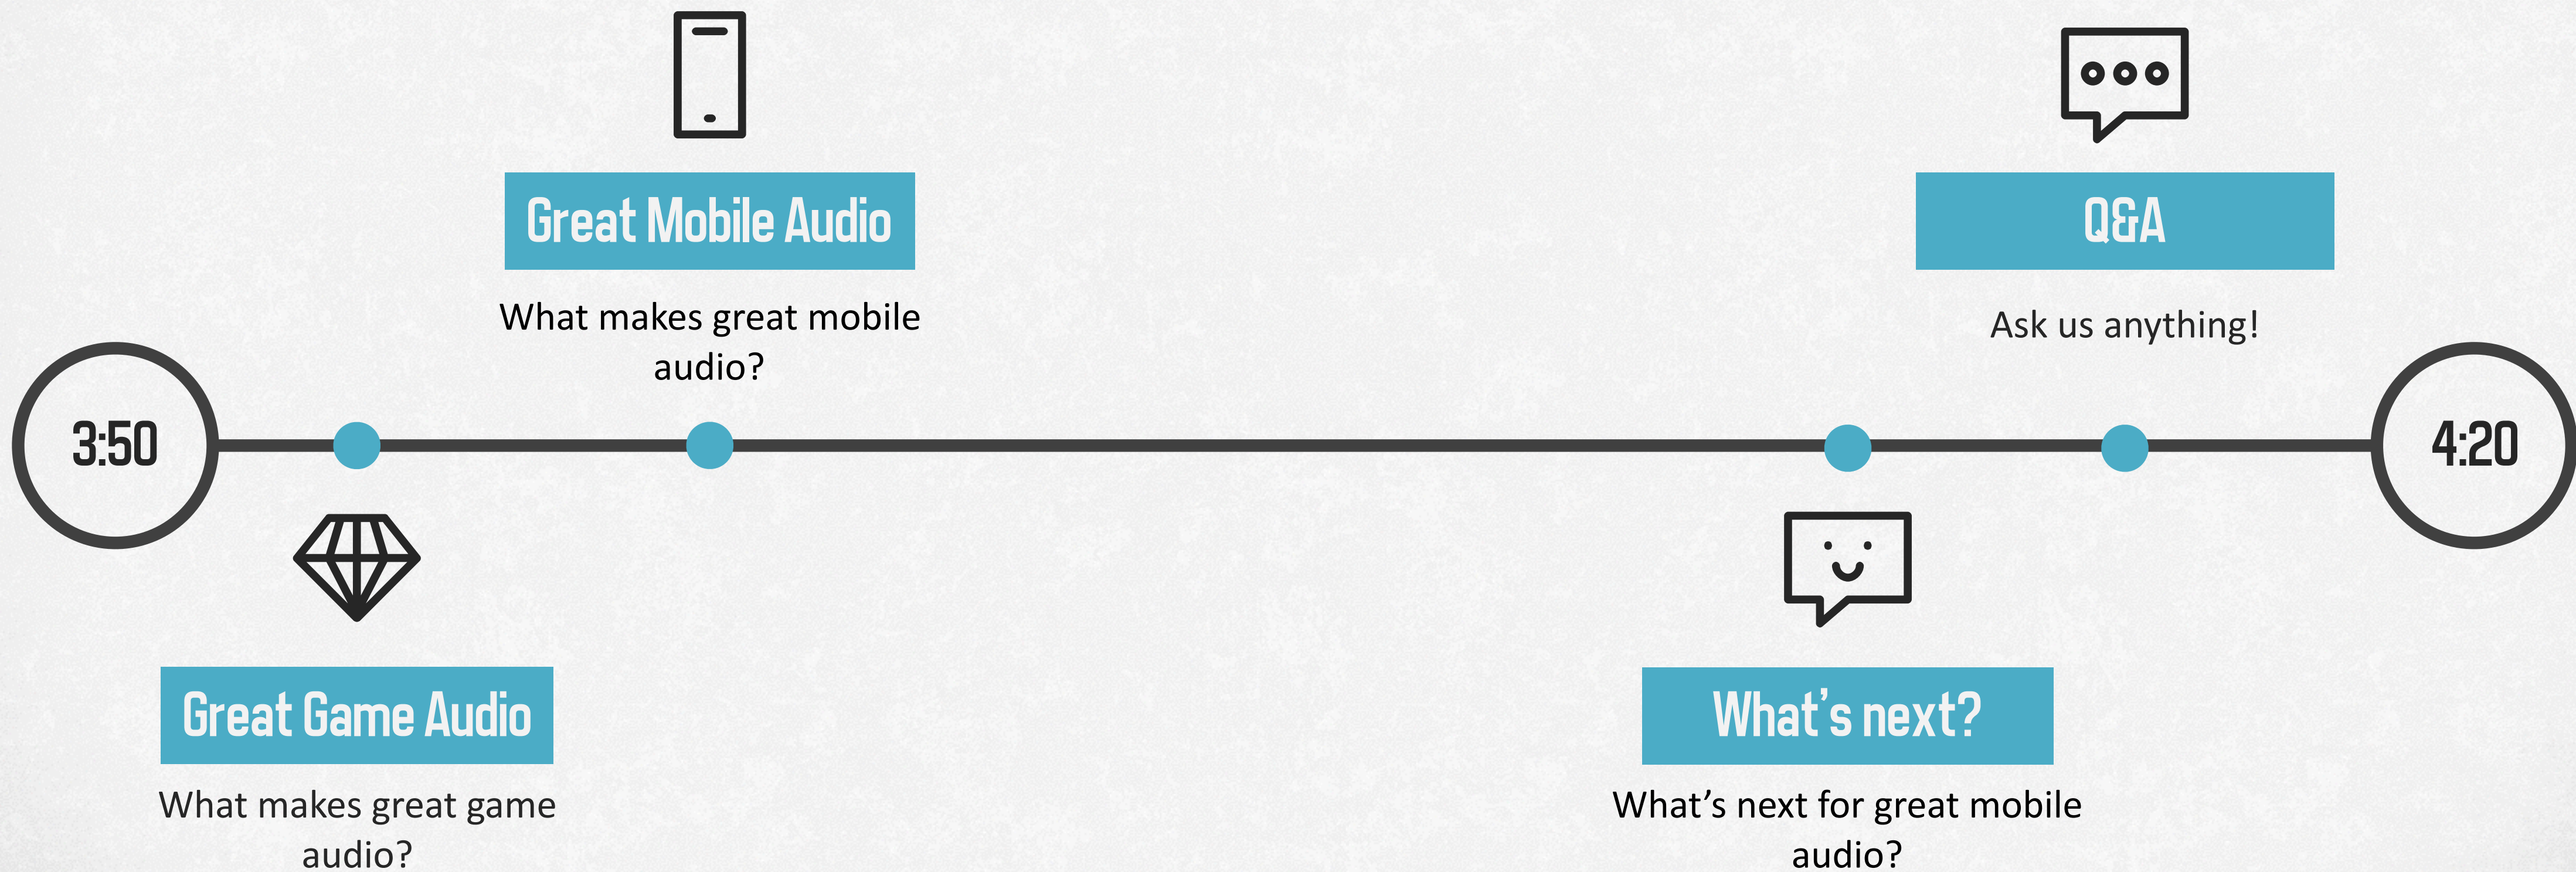 3:50
Great Game Audio
What makes great game
audio?
Great Mobile Audio
What makes great mobile
audio?
What’s next?
What’s next for great mobile
audio?
Q&A
Ask us anything!
4:20